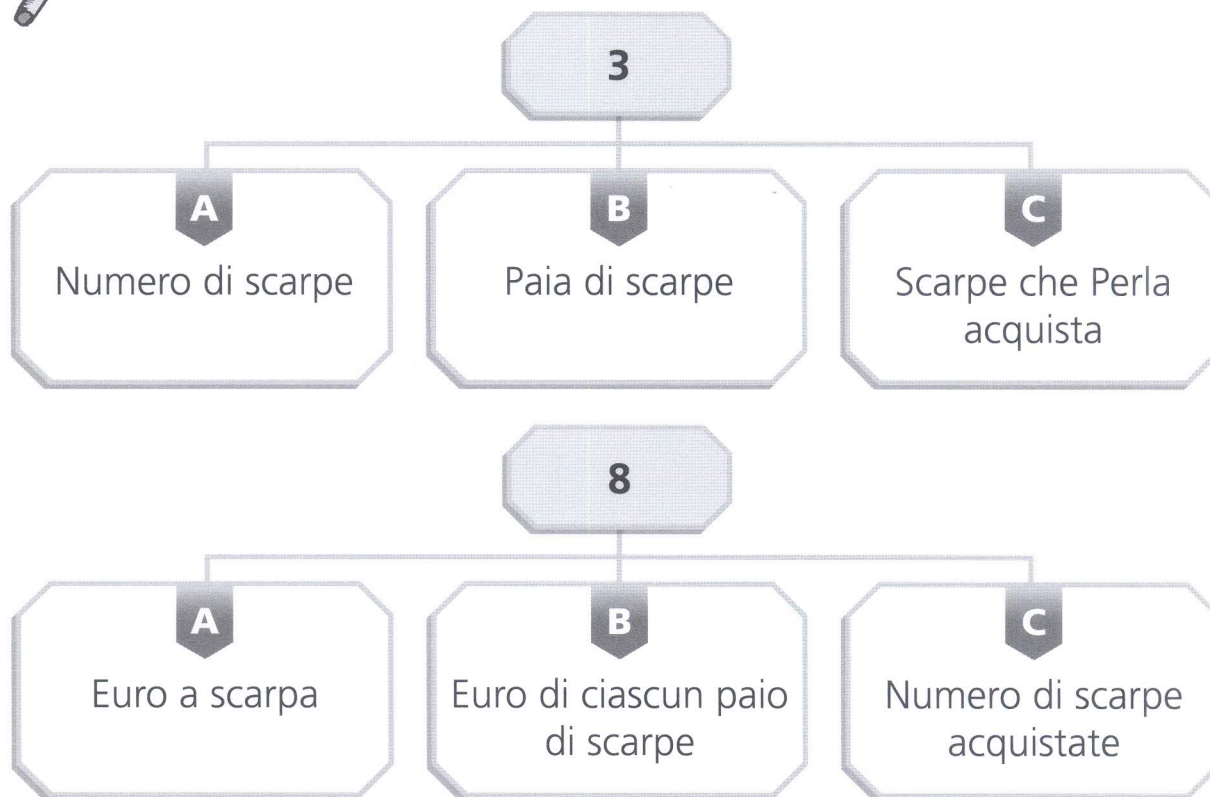 3
A
B
C
Numero di scarpe
Paia di scarpe
Scarpe che Perla
acquista
8
A
B
C
Euro a scarpa
Euro di ciascun paio
di scarpe
Numero di scarpe
acquistate